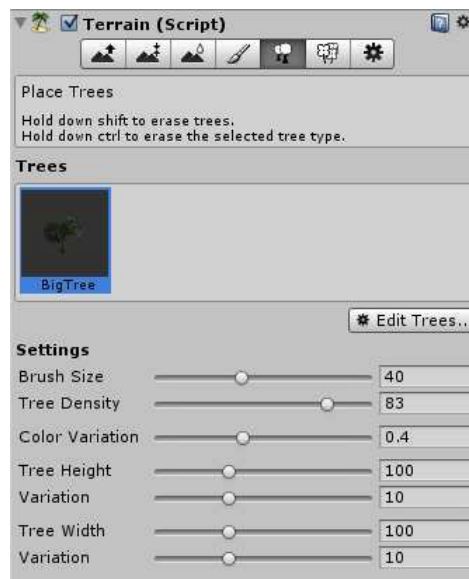 Terrain (Script)
Place Trees
Hold down shift to erase trees.
Hold down ctrl to erase the selected tree type.
Trees
BigTree
Edit Trees..
Settings
Brush Size 40
Tree Density 83
Color Variation 0.4
Tree Height 100
Variation 10
Tree Width 100
Variation 10